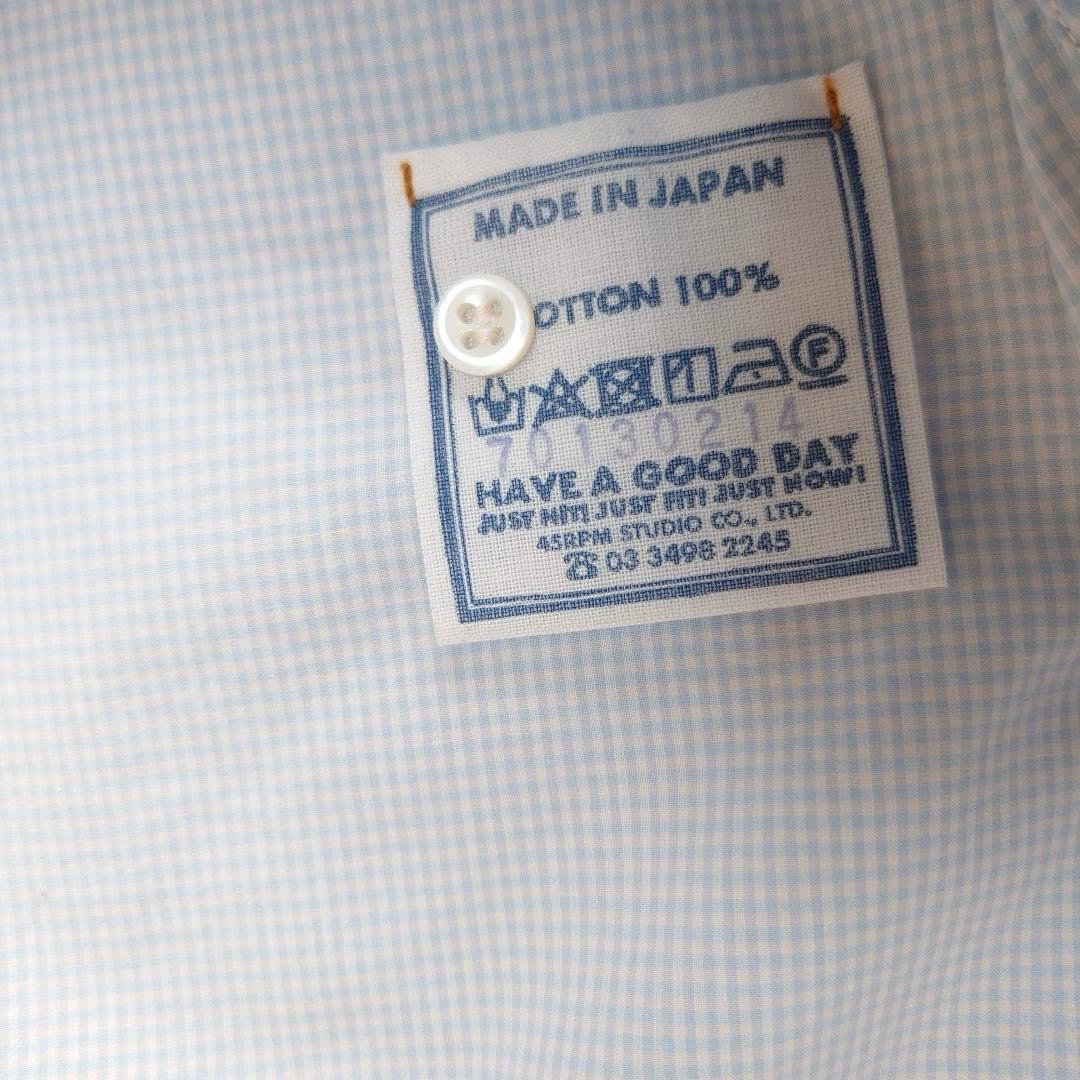 MADE IN JAPAN
OTTON 100%
F
70130214
HAVE A GOOD DAY
JUST HIT! JUST FIT! JUST NOW!
45RPM STUDIO CO., LTD.
☎ 03 3498 2245